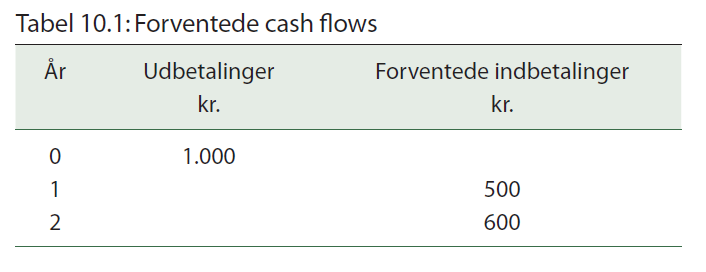 Tabel 10.1: Forventede cash flows
År Udbetalinger Forventede indbetalinger
kr. kr.
0 1.000
1 500
2 600